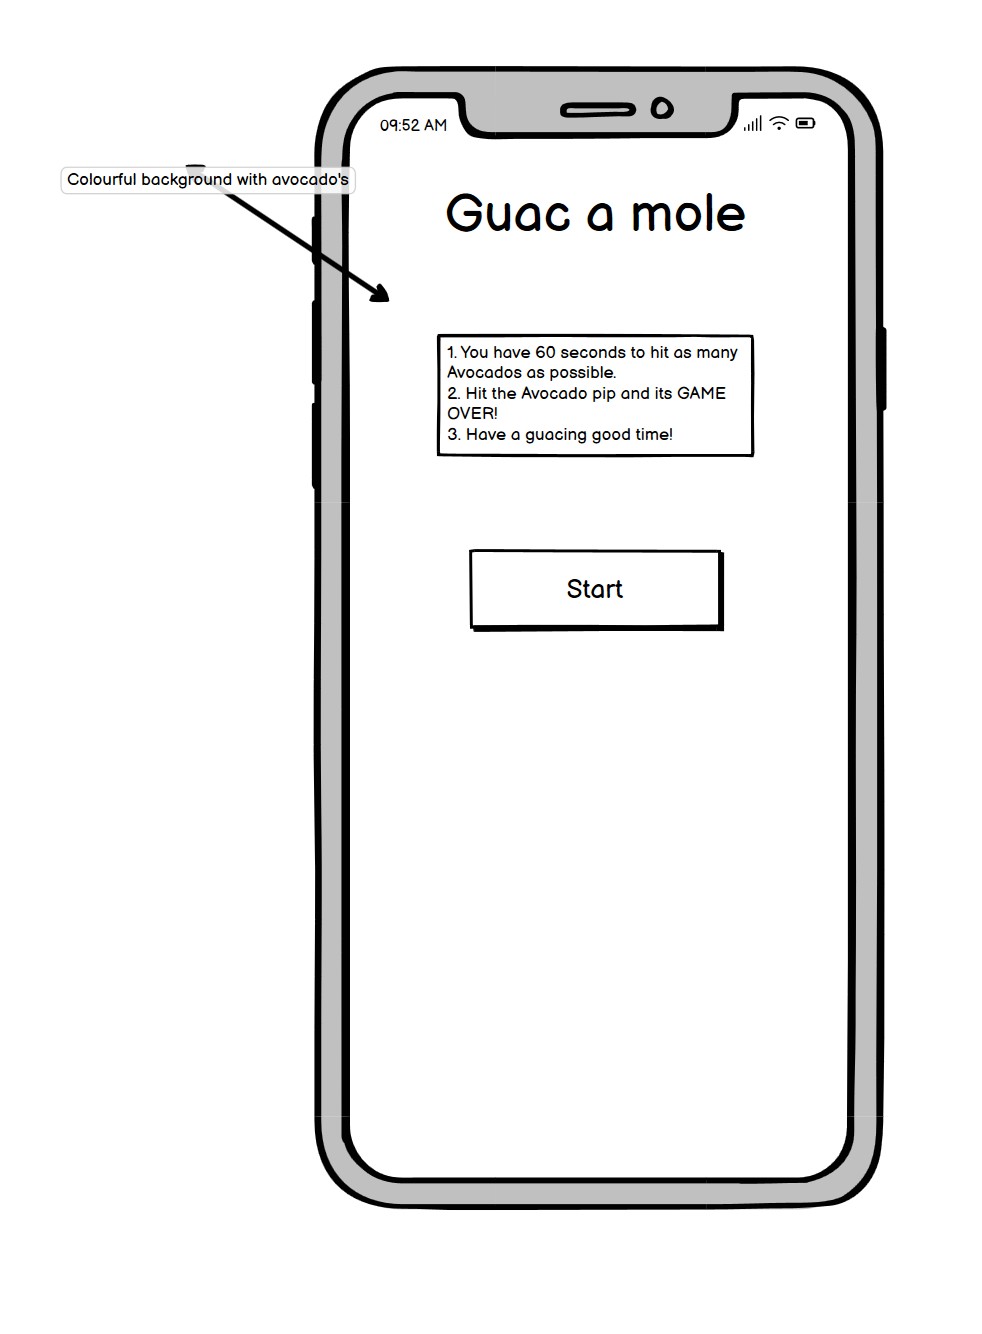 09:52 AM
Colourful background with avocado's
Guac a mole
1. You have 60 seconds to hit as many
Avocados as possible.
2. Hit the Avocado pip and its GAME
OVER!
3. Have a guacing good time!
Start